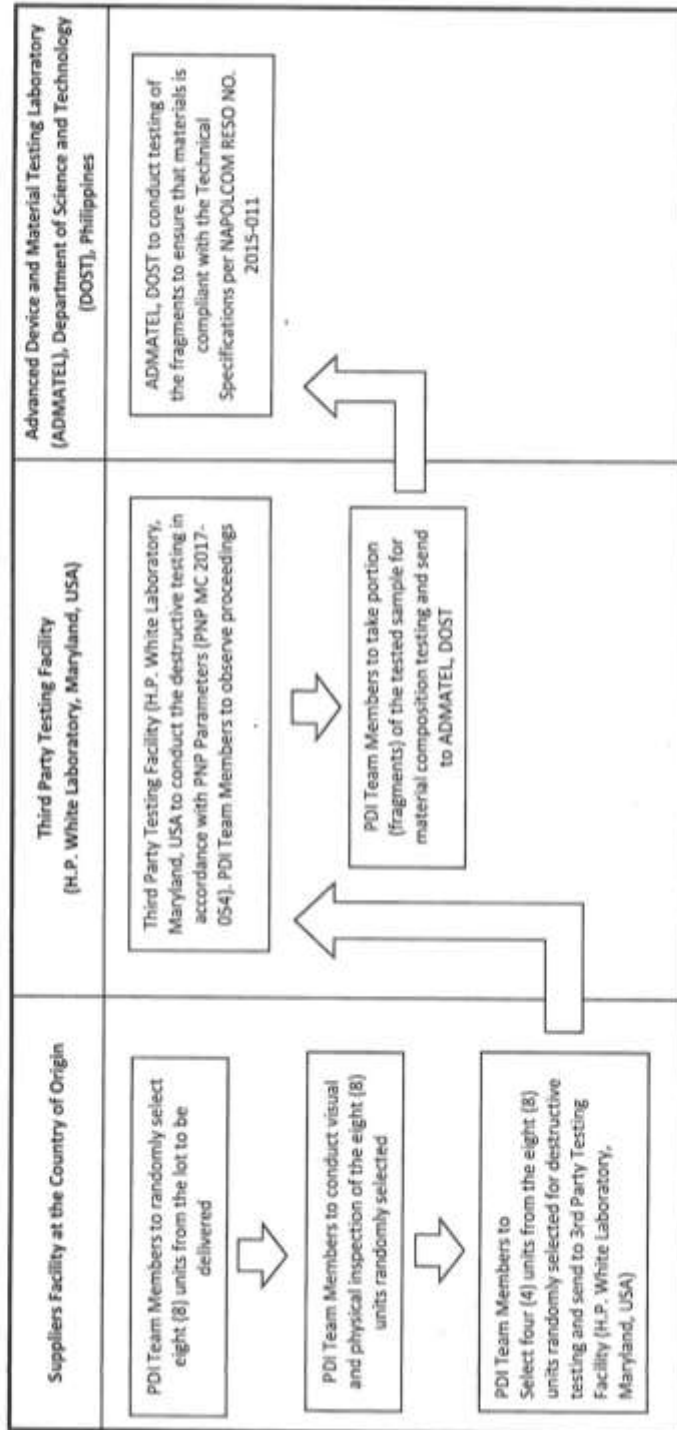 Suppliers Facility at the Country of Origin
PDI Team Members to randomly select
eight (8) units from the lot to be
delivered
PDI Team Members to conduct visual
and physical inspection of the eight (8)
units randomly selected
PDI Team Members to
Select four (4) units from the eight (8)
units randomly selected for destructive
testing and send to 3rd Party Testing
Facility (H.P. White Laboratory,
Maryland, USA)
Third Party Testing Facility
(H.P. White Laboratory, Maryland, USA)
Third Party Testing Facility (H.P. White Laboratory,
Maryland, USA to conduct the destructive testing in
accordance with PNP Parameters (PNP MC 2017-
054). PDI Team Members to observe proceedings
PDI Team Members to take portion
(fragments) of the tested sample for
material composition testing and send
to ADMATEL, DOST
Advanced Device and Material Testing Laboratory
(ADMATEL), Department of Science and Technology
(DOST), Philippines
ADMATEL, DOST to conduct testing of
the fragments to ensure that materials is
compliant with the Technical
Specifications per NAPOLCOM RESO NO.
2015-011